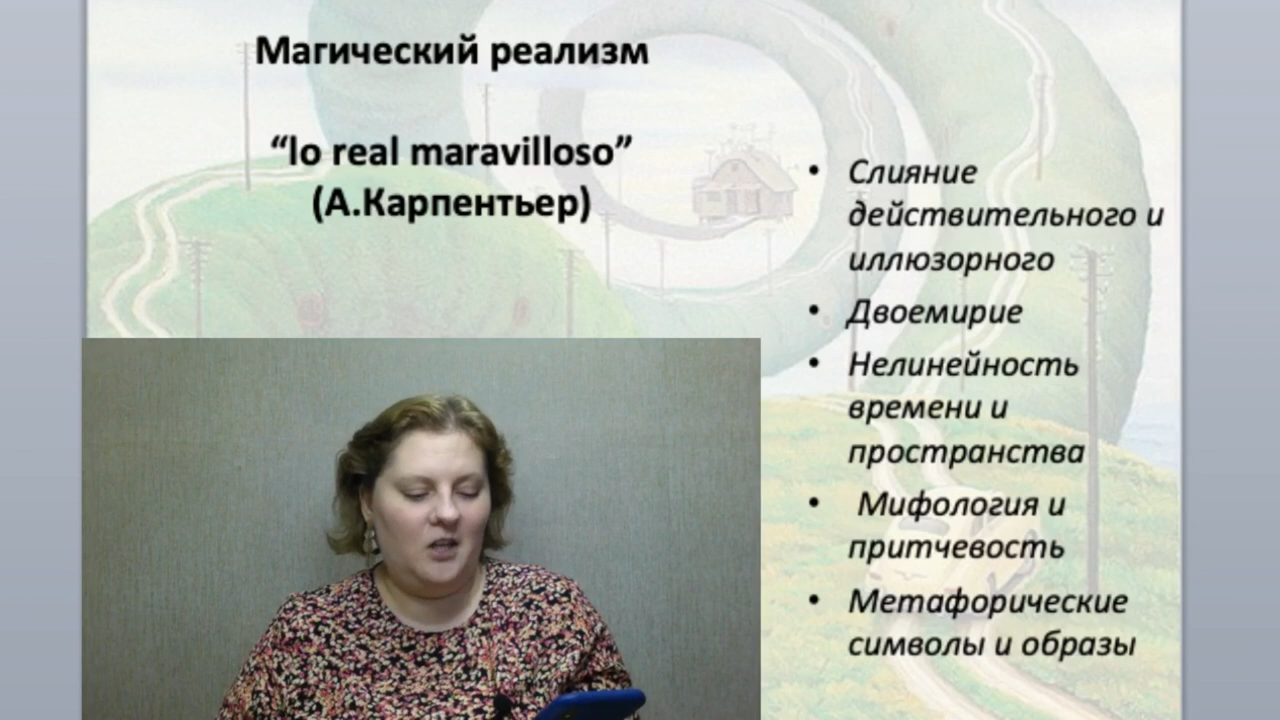 Магический реализм
“lo real maravilloso”
(А.Карпентьер)
• Слияние
действительного и
иллюзорного
• Двоемирие
• Нелинейность
времени и
пространства
• Мифология и
притчевость
• Метафорические
символы и образы